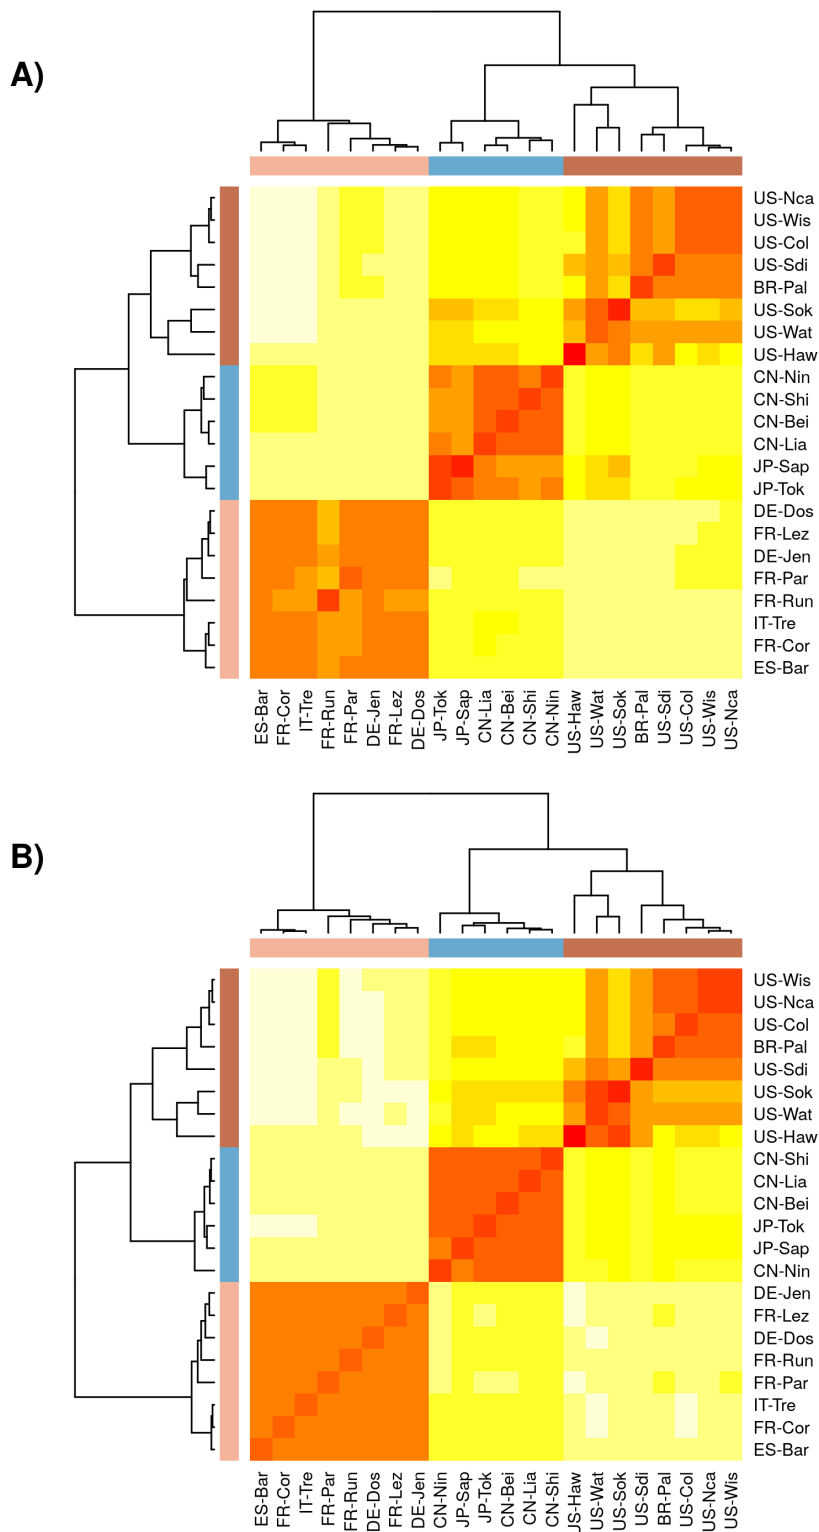 A)
US-Nca
US-Wis
US-Col
US-Sdi
BR-Pal
US-Sok
US-Wat
US-Haw
CN-Nin
CN-Shi
CN-Bei
CN-Lia
JP-Sap
JP-Tok
DE-Dos
FR-Lez
DE-Jen
FR-Par
FR-Run
IT-Tre
FR-Cor
ES-Bar
ES-Bar
FR-Cor
IT-Tre
FR-Run
FR-Par
DE-Jen
FR-Lez
DE-Dos
JP-Tok
JP-Sap
CN-Lia
CN-Bei
CN-Shi
CN-Nin
US-Haw
US-Wat
US-Sok
BR-Pal
US-Sdi
US-Col
US-Wis
US-Nca
B)
US-Wis
US-Nca
US-Col
BR-Pal
US-Sdi
US-Sok
US-Wat
US-Haw
CN-Shi
CN-Lia
CN-Bei
JP-Tok
JP-Sap
CN-Nin
DE-Jen
FR-Lez
DE-Dos
FR-Run
FR-Par
IT-Tre
FR-Cor
ES-Bar
ES-Bar
FR-Cor
IT-Tre
FR-Par
FR-Run
DE-Dos
FR-Lez
DE-Jen
CN-Nin
JP-Sap
JP-Tok
CN-Bei
CN-Lia
CN-Shi
US-Haw
US-Wat
US-Sok
US-Sdi
BR-Pal
US-Col
US-Nca
US-Wis